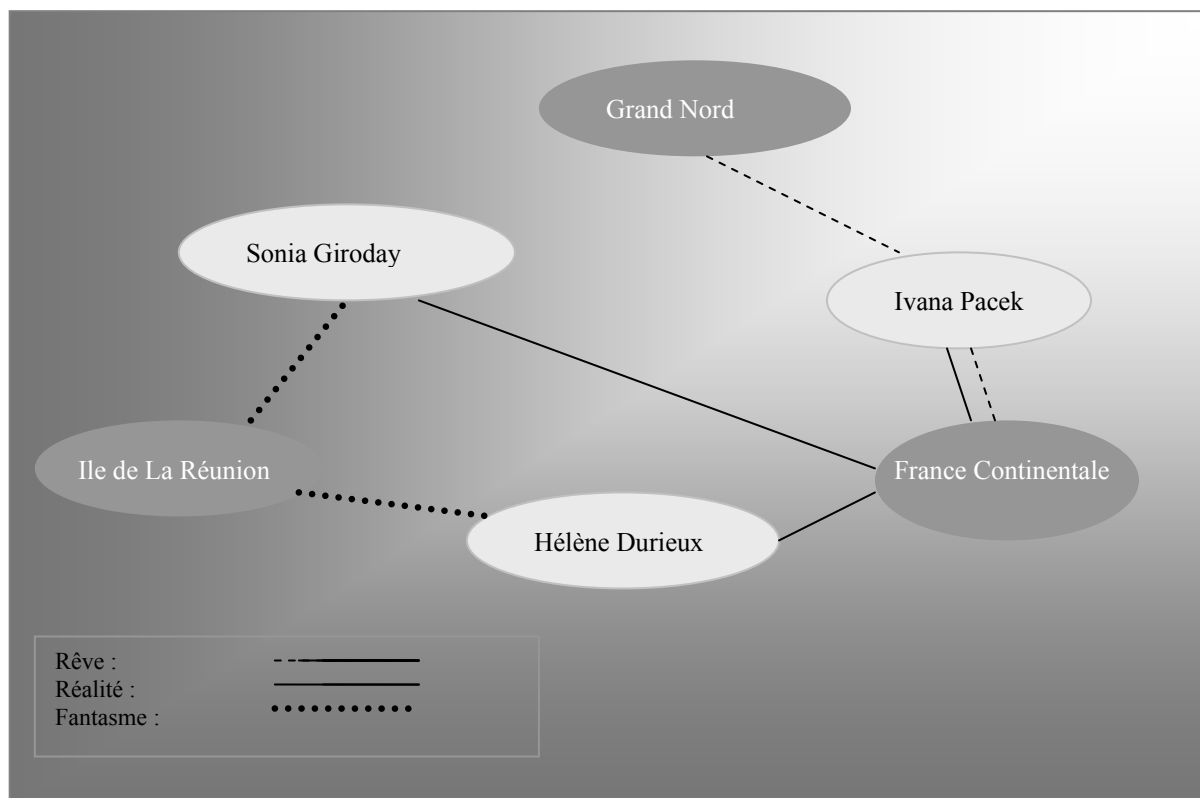 Grand Nord
Sonia Giroday
Ivana Pacek
Ile de La Réunion
France Continentale
Hélène Durieux
Rêve :
Réalité :
Fantasme :